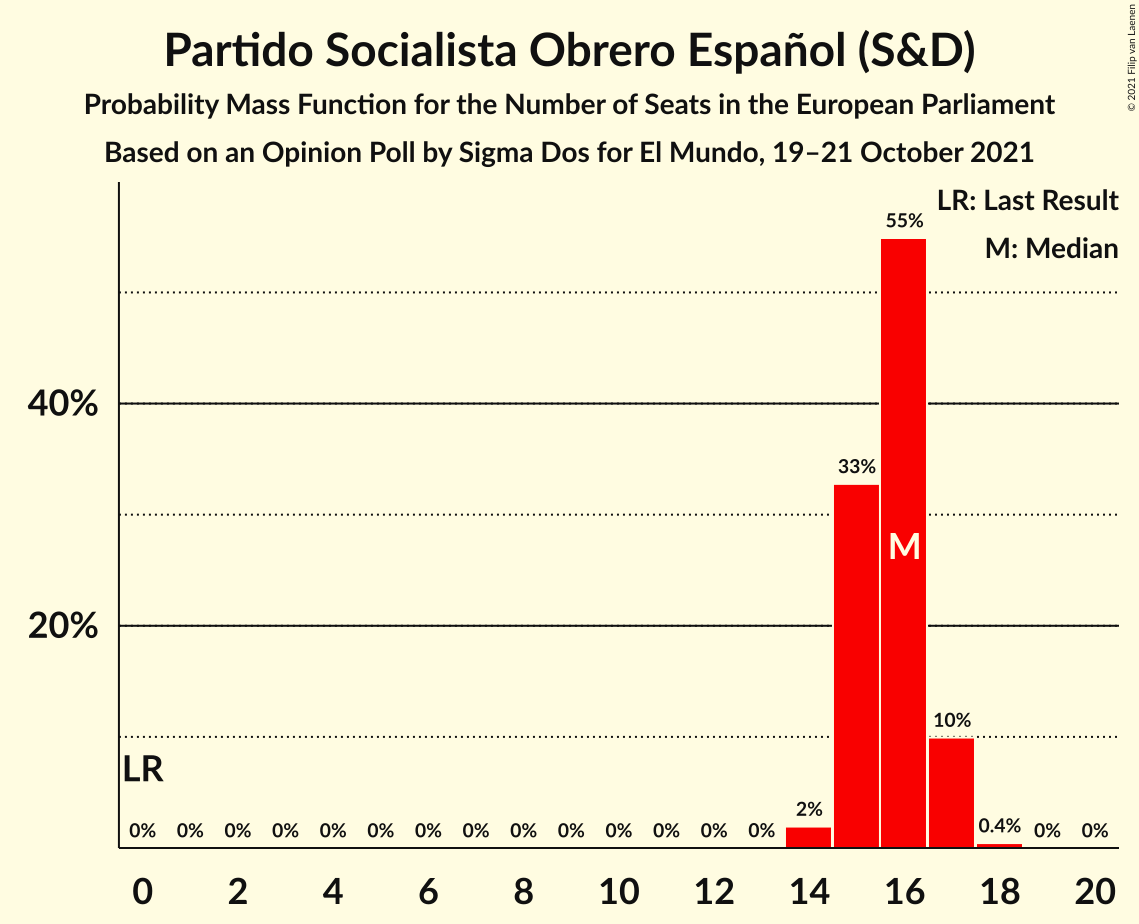 Partido Socialista Obrero Español (S&D)
Probability Mass Function for the Number of Seats in the European Parliament
Based on an Opinion Poll by Sigma Dos for El Mundo, 19–21 October 2021
© 2021 Filip van Laenen
LR: Last Result
M: Median
55%
40%
33%
M
20%
10%
LR
2%
0% 0% 0% 0% 0% 0% 0% 0% 0% 0% 0% 0% 0% 0% 0.4% 0% 0%
0 2 4 6 8 10 12 14 16 18 20